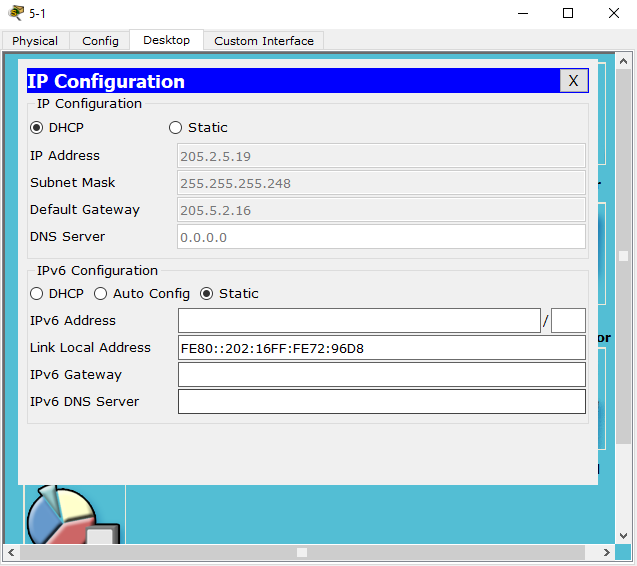 5-1
Physical Config Desktop Custom Interface
IP Configuration X
IP Configuration
DHCP Static
IP Address 205.2.5.19
Subnet Mask 255.255.255.248
Default Gateway 205.5.2.16
DNS Server 0.0.0.0
IPv6 Configuration
DHCP Auto Config Static
IPv6 Address /
Link Local Address FE80::202:16FF:FE72:96D8
IPv6 Gateway
IPv6 DNS Server